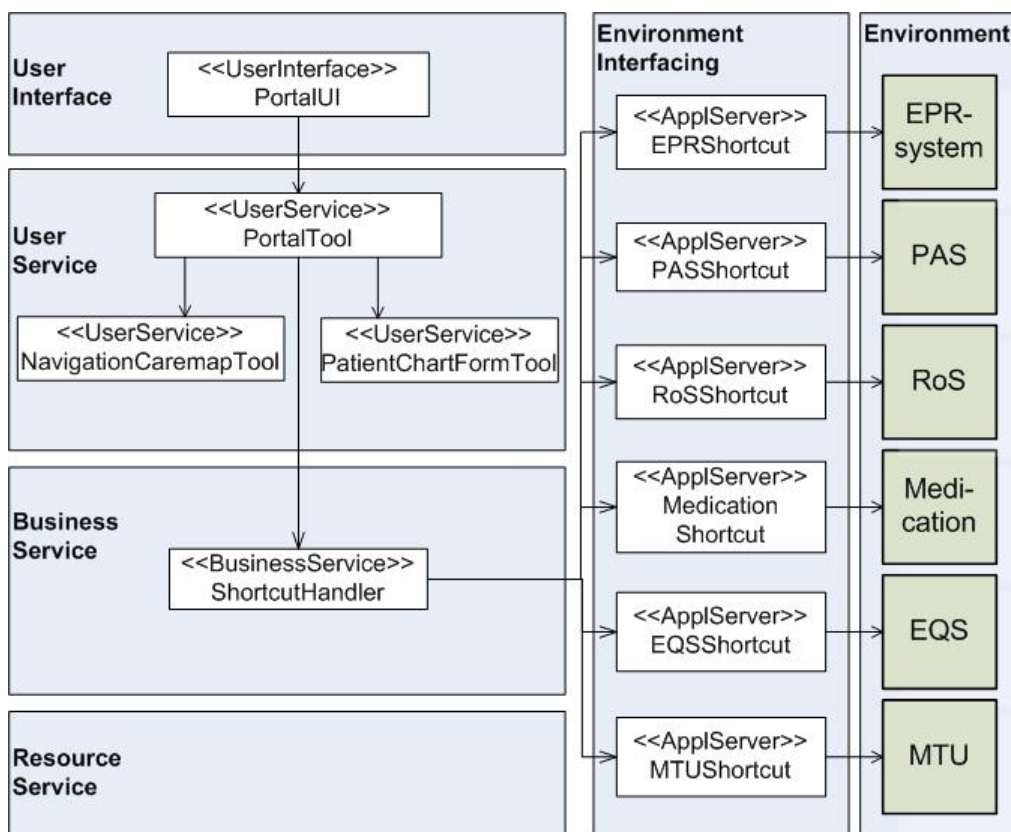 User
Interface
<<UserInterface>>
PortalUI
User
Service
<<UserService>>
PortalTool
<<UserService>>
NavigationCaremapTool
<<UserService>>
PatientChartFormTool
Business
Service
<<BusinessService>>
ShortcutHandler
Resource
Service
Environment
Interfacing
<<ApplServer>>
EPRShortcut
<<ApplServer>>
PASShortcut
<<ApplServer>>
RoSShortcut
<<ApplServer>>
Medication
Shortcut
<<ApplServer>>
EQSShortcut
<<ApplServer>>
MTUShortcut
Environment
EPR-
system
PAS
RoS
Medi-
cation
EQS
MTU